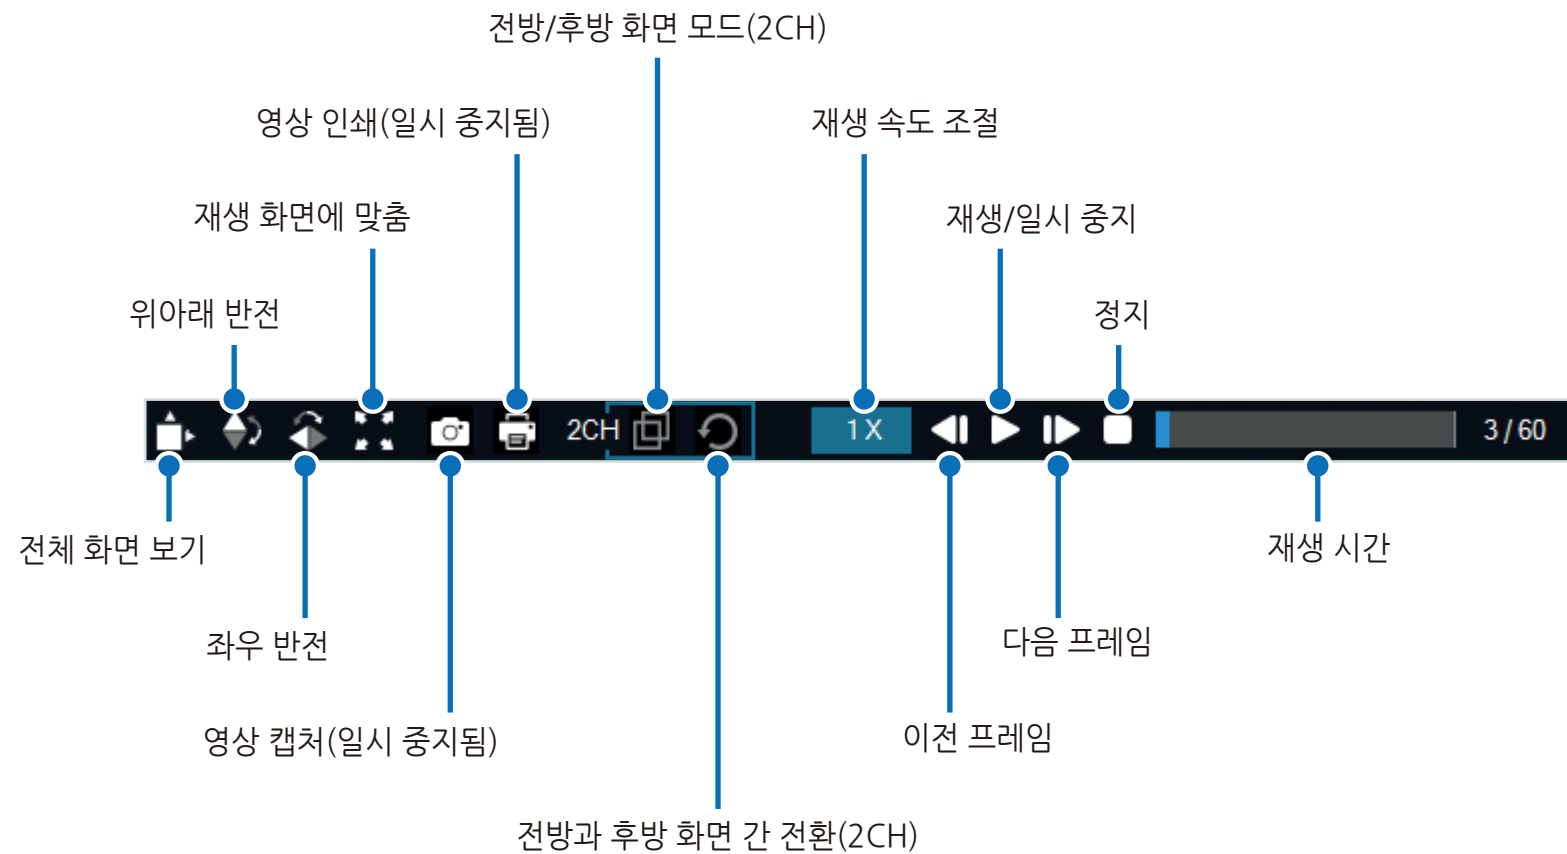 전방/후방 화면 모드(2CH)
영상 인쇄(일시 중지됨)
재생 속도 조절
재생 화면에 맞춤
재생/일시 중지
위아래 반전
정지
2CH
1X
3 / 60
전체 화면 보기
재생 시간
좌우 반전
다음 프레임
영상 캡처(일시 중지됨)
이전 프레임
전방과 후방 화면 간 전환(2CH)